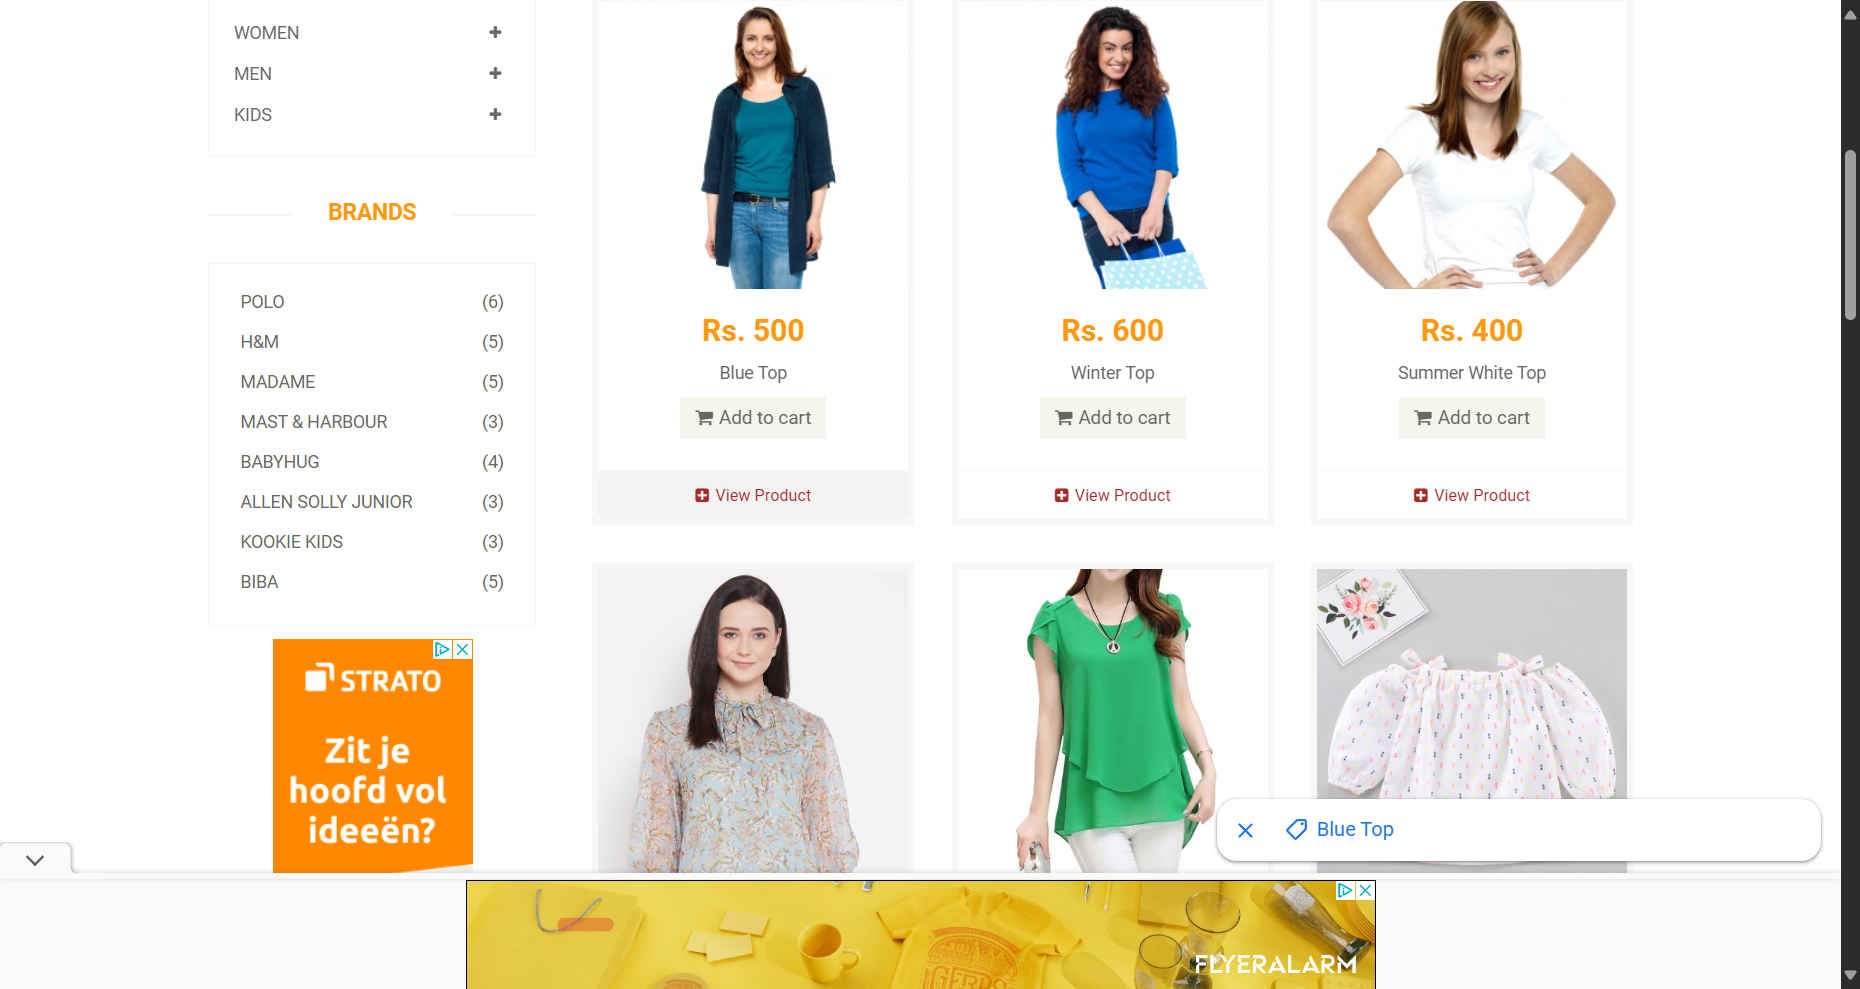 WOMEN
MEN
KIDS
BRANDS
POLO (6)
H&M (5)
MADAME (5)
MAST & HARBOUR (3)
BABYHUG (4)
ALLEN SOLLY JUNIOR (3)
KOOKIE KIDS (3)
BIBA (5)
STRATO
Zit je
hoofd vol
ideeën?
Rs. 500
Blue Top
Add to cart
View Product
Rs. 600
Winter Top
Add to cart
View Product
Rs. 400
Summer White Top
Add to cart
View Product
Blue Top
FLYERALARM